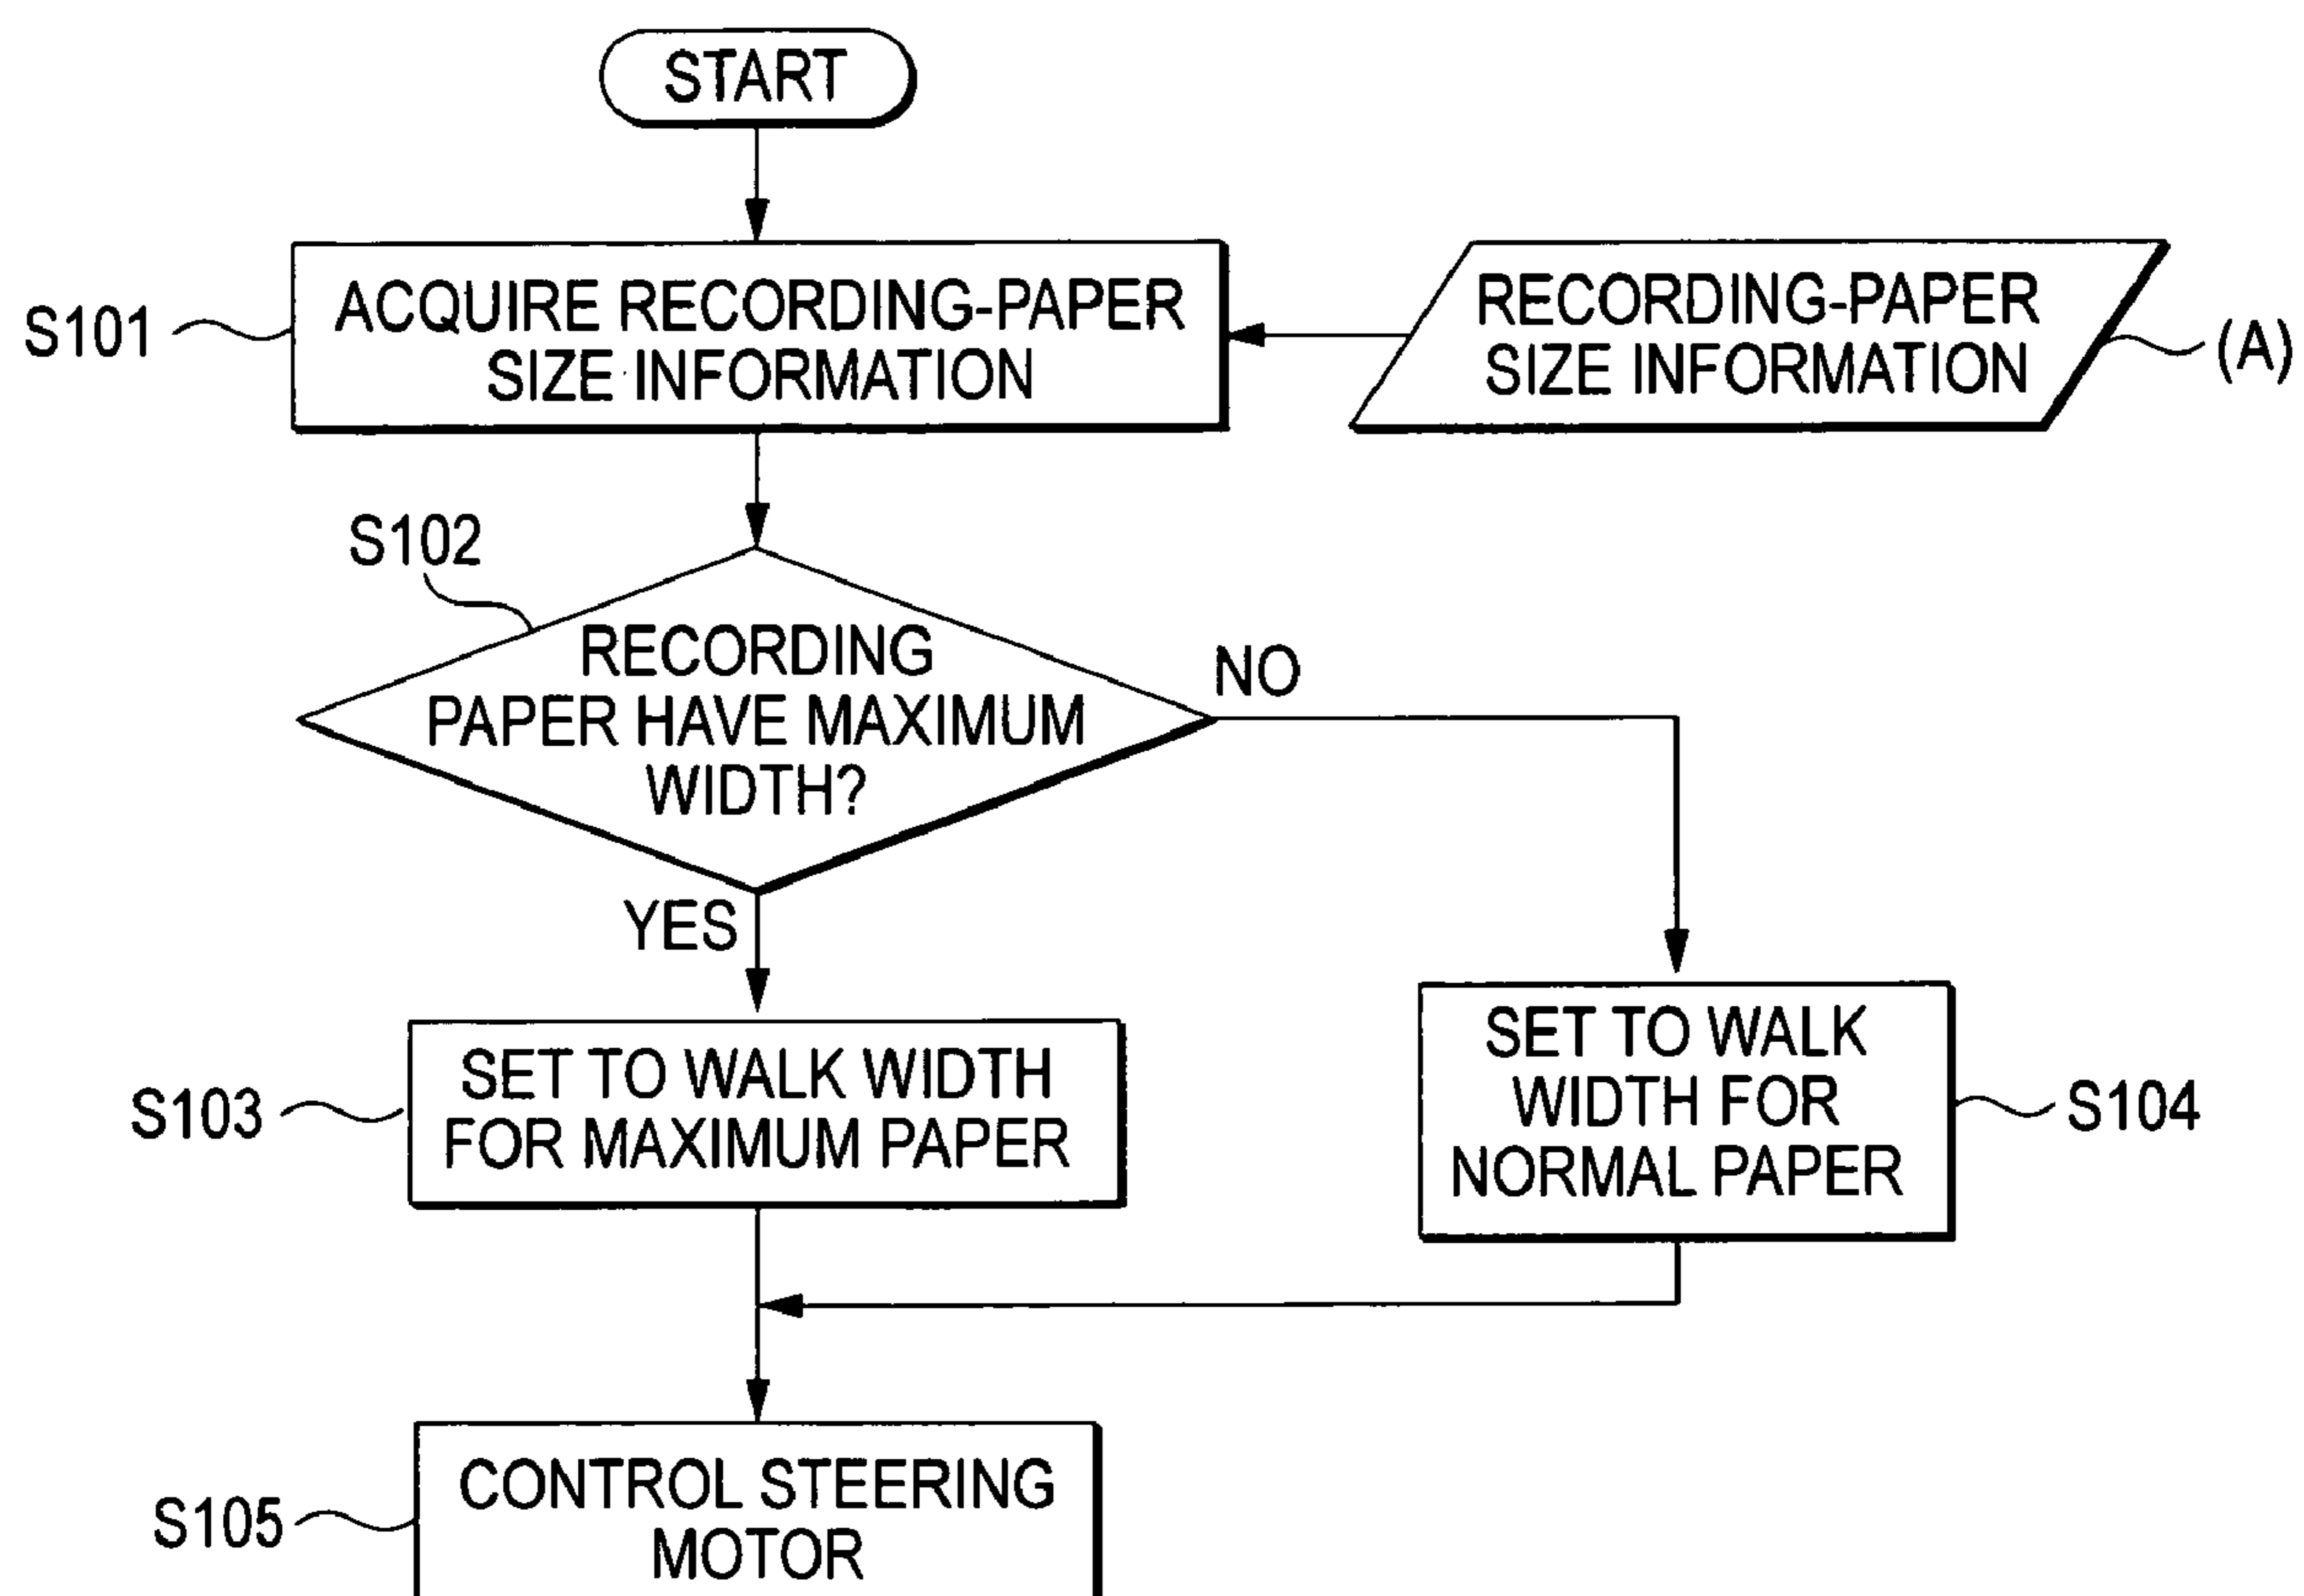 START
S101
ACQUIRE RECORDING-PAPER
SIZE INFORMATION
RECORDING-PAPER
SIZE INFORMATION
(A)
S102
RECORDING
PAPER HAVE MAXIMUM
WIDTH?
NO
YES
S103
SET TO WALK WIDTH
FOR MAXIMUM PAPER
SET TO WALK
WIDTH FOR
NORMAL PAPER
S104
S105
CONTROL STEERING
MOTOR